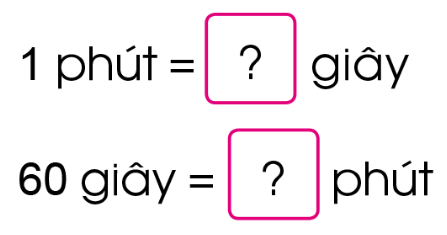 1 phút = ? giây
60 giây = ? phút